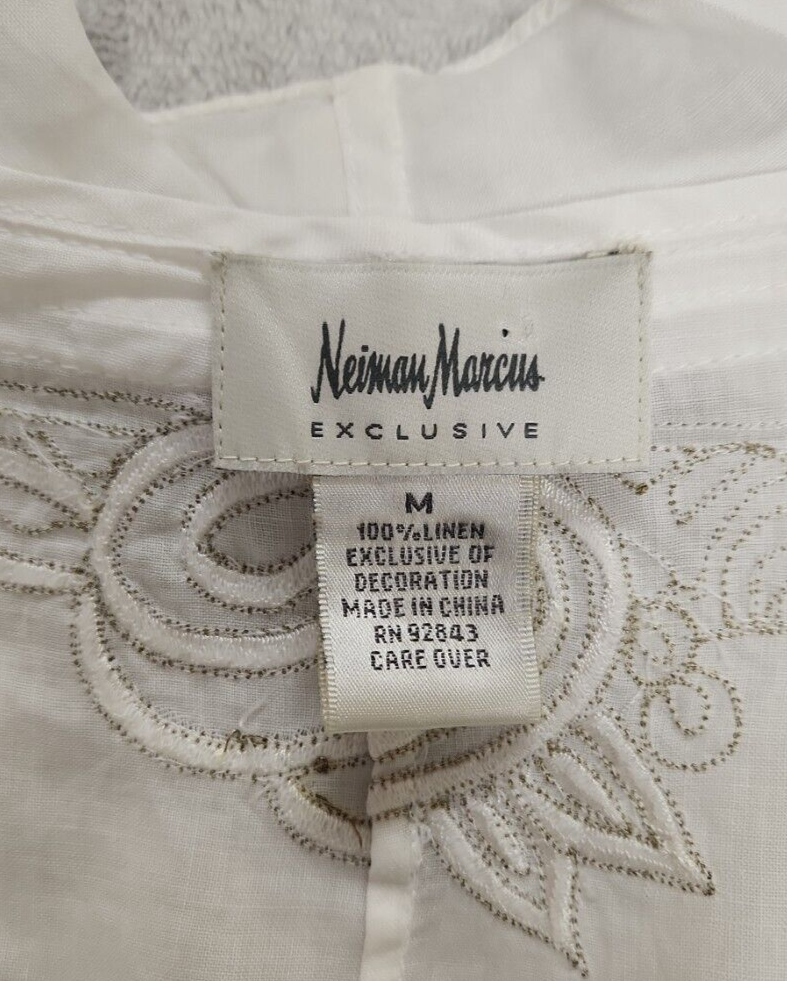 Neiman Marcus
EXCLUSIVE
M
100%LINEN
EXCLUSIVE OF
DECORATION
MADE IN CHINA
RN 92843
CARE OVER